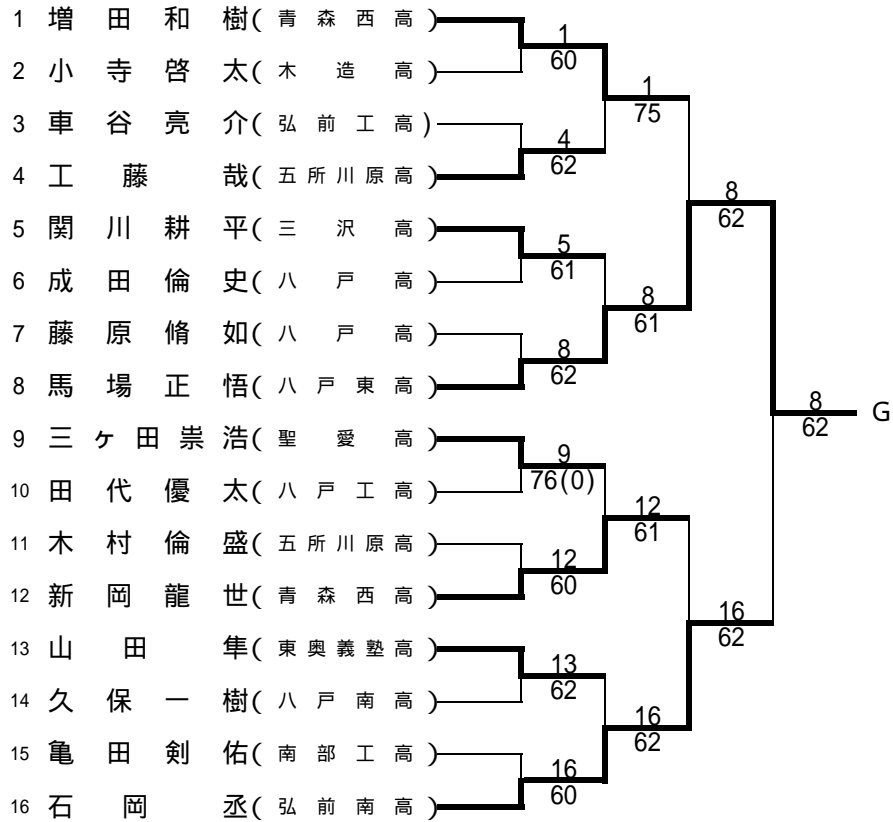 1 増田和樹(青森西高) 1
60
2 小寺啓太(木造高) 1
75
3 車谷亮介(弘前工高) 4
62
4 工藤哉(五所川原高) 8
62
5 関川耕平(三沢高) 5
61
6 成田倫史(八戸高) 8
61
7 藤原脩如(八戸高) 8
62
8 馬場正悟(八戸東高) 8 G
62
9 三ヶ田崇浩(聖愛高) 9
76(0)
10 田代優太(八戸工高) 12
61
11 木村倫盛(五所川原高) 12
60
12 新岡龍世(青森西高) 16
62
13 山田隼(東奥義塾高) 13
62
14 久保一樹(八戸南高) 16
62
15 亀田剣佑(南部工高) 16
60
16 石岡丞(弘前南高)